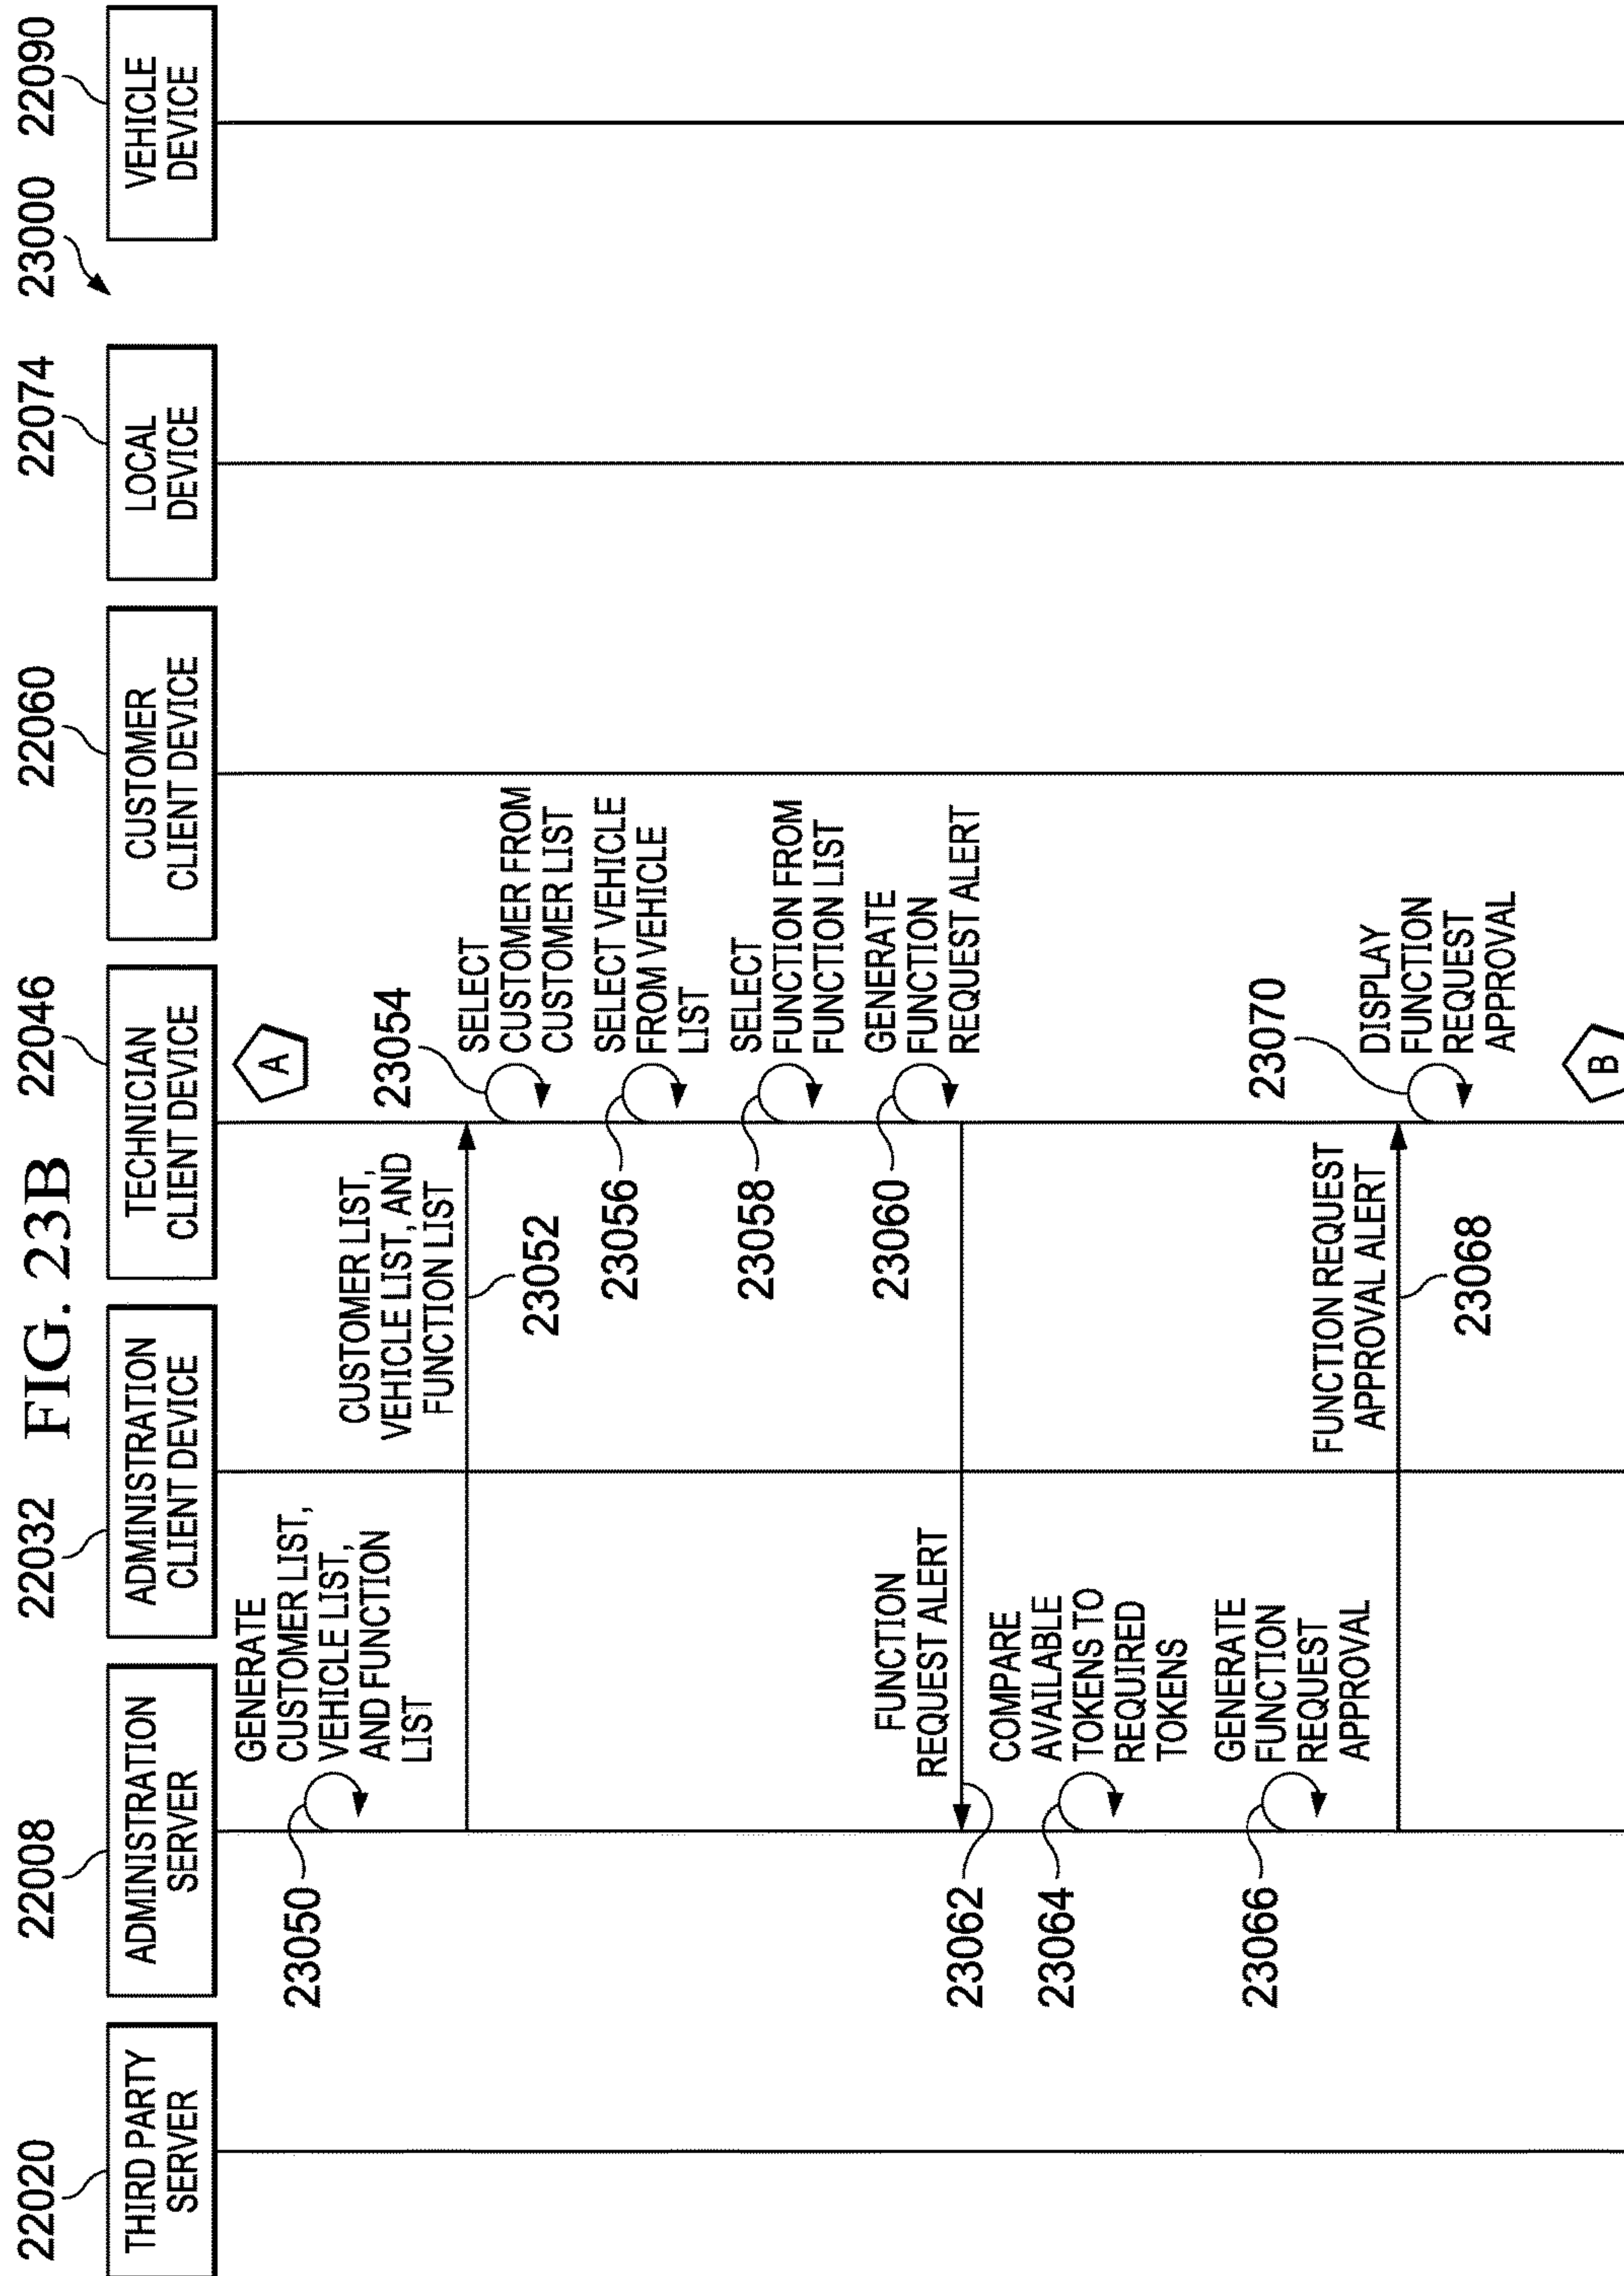 FIG. 23B
22020
22008
22032
22046
22060
22074
23000
22090
THIRD PARTY
SERVER
ADMINISTRATION
SERVER
ADMINISTRATION
CLIENT DEVICE
TECHNICIAN
CLIENT DEVICE
CUSTOMER
CLIENT DEVICE
LOCAL
DEVICE
VEHICLE
DEVICE
A
23050
GENERATE
CUSTOMER LIST,
VEHICLE LIST,
AND FUNCTION
LIST
CUSTOMER LIST,
VEHICLE LIST, AND
FUNCTION LIST
23052
23054
SELECT
CUSTOMER FROM
CUSTOMER LIST
23056
SELECT VEHICLE
FROM VEHICLE
LIST
23058
SELECT
FUNCTION FROM
FUNCTION LIST
23060
GENERATE
FUNCTION
REQUEST ALERT
FUNCTION
REQUEST ALERT
23062
23064
COMPARE
AVAILABLE
TOKENS TO
REQUIRED
TOKENS
23066
GENERATE
FUNCTION
REQUEST
APPROVAL
FUNCTION REQUEST
APPROVAL ALERT
23068
23070
DISPLAY
FUNCTION
REQUEST
APPROVAL
B